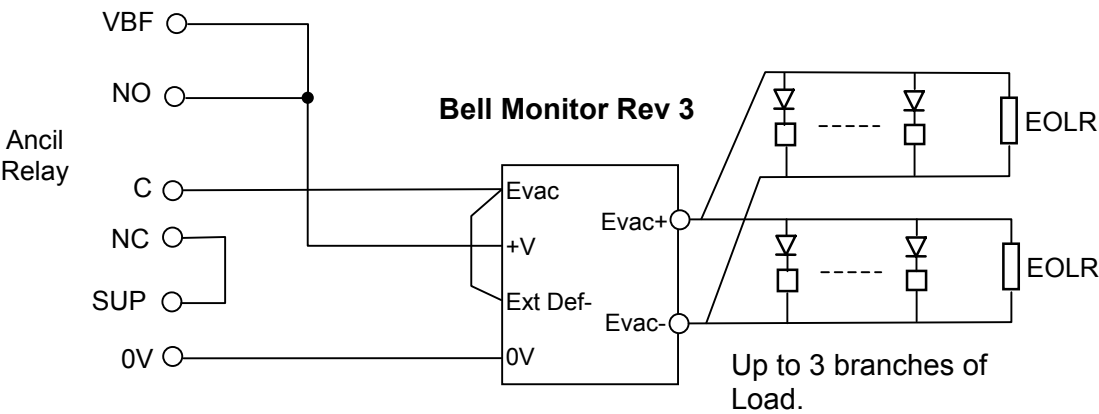 VBF
NO
Bell Monitor Rev 3
EOLR
Ancil
Relay
C
Evac
Evac+
NC
+V
EOLR
SUP
Ext Def-
Evac-
0V
0V
Up to 3 branches of
Load.